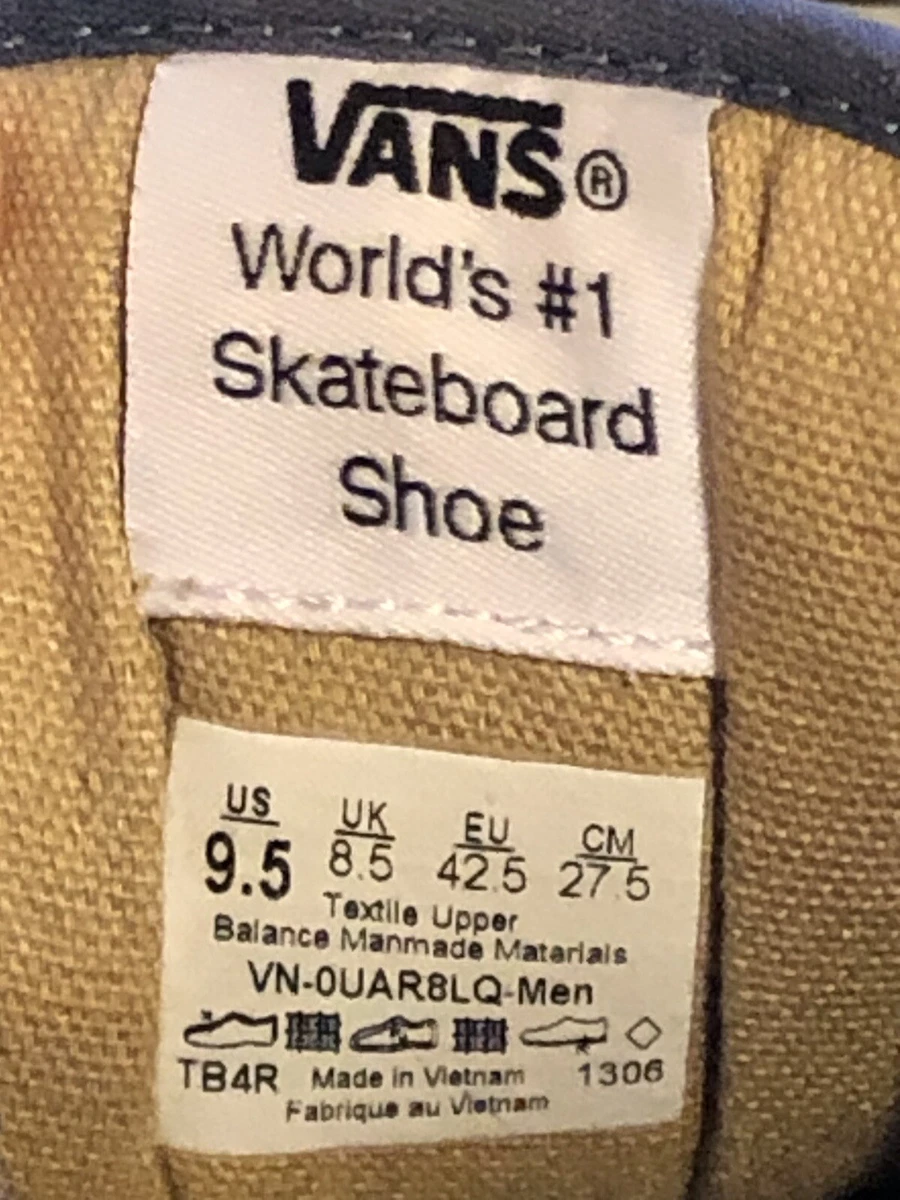 VANS®
World's #1
Skateboard
Shoe
US UK EU CM
9.5 8.5 42.5 27.5
Textile Upper
Balance Manmade Materials
VN-0UAR8LQ-Men
TB4R Made in Vietnam 1306
Fabrique au Vietnam